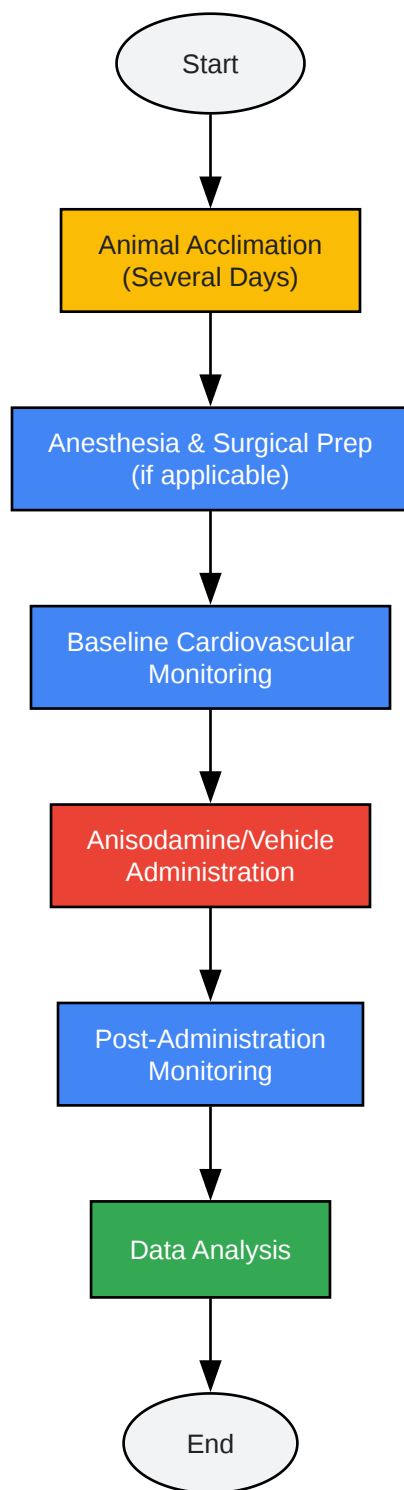 Start
Animal Acclimation
(Several Days)
Anesthesia & Surgical Prep
(if applicable)
Baseline Cardiovascular
Monitoring
Anisodamine/Vehicle
Administration
Post-Administration
Monitoring
Data Analysis
End